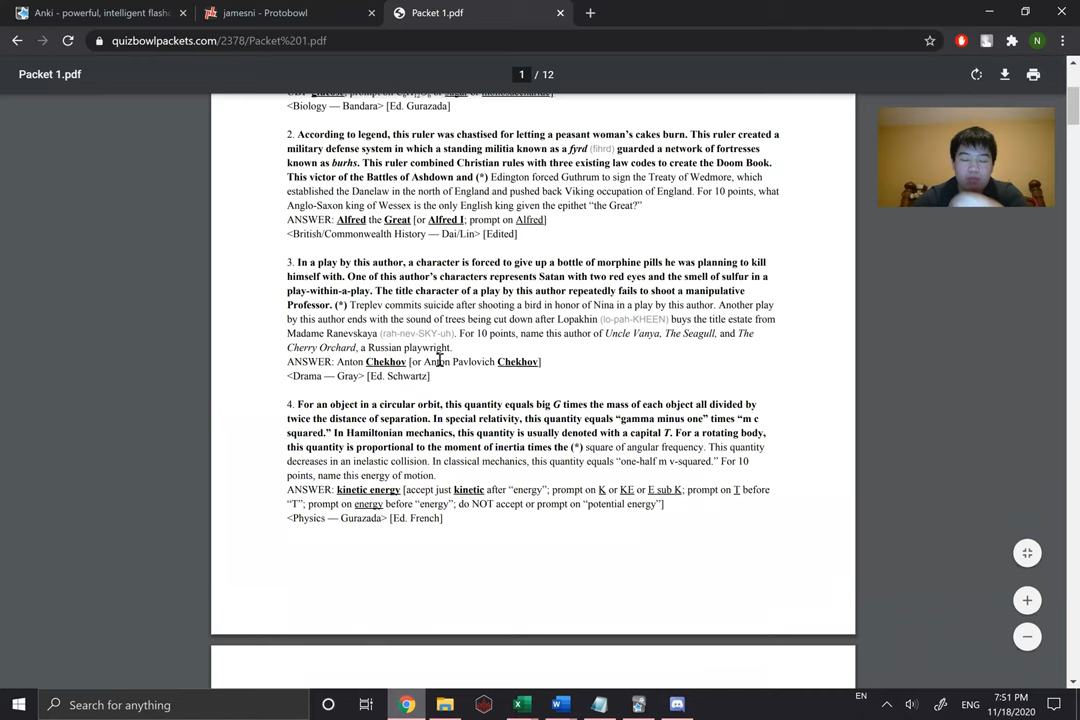 Anki - powerful, intelligent flashc
jamesni - Protobowl
Packet 1.pdf
quizbowlpackets.com/2378/Packet%201.pdf
N
Packet 1.pdf
1 / 12
<Biology — Bandara> [Ed. Gurazada]
2. According to legend, this ruler was chastised for letting a peasant woman's cakes burn. This ruler created a
military defense system in which a standing militia known as a fyrd (fihrd) guarded a network of fortresses
known as burhs. This ruler combined Christian rules with three existing law codes to create the Doom Book.
This victor of the Battles of Ashdown and (*) Edington forced Guthrum to sign the Treaty of Wedmore, which
established the Danelaw in the north of England and pushed back Viking occupation of England. For 10 points, what
Anglo-Saxon king of Wessex is the only English king given the epithet “the Great?”
ANSWER: Alfred the Great [or Alfred I; prompt on Alfred]
<British/Commonwealth History — Dai/Lin> [Edited]
3. In a play by this author, a character is forced to give up a bottle of morphine pills he was planning to kill
himself with. One of this author's characters represents Satan with two red eyes and the smell of sulfur in a
play-within-a-play. The title character of a play by this author repeatedly fails to shoot a manipulative
Professor. (*) Treplev commits suicide after shooting a bird in honor of Nina in a play by this author. Another play
by this author ends with the sound of trees being cut down after Lopakhin (lo-pah-KHEEN) buys the title estate from
Madame Ranevskaya (rah-nev-SKY-uh). For 10 points, name this author of Uncle Vanya, The Seagull, and The
Cherry Orchard, a Russian playwright.
ANSWER: Anton Chekhov [or Anton Pavlovich Chekhov]
<Drama — Gray> [Ed. Schwartz]
4. For an object in a circular orbit, this quantity equals big G times the mass of each object all divided by
twice the distance of separation. In special relativity, this quantity equals “gamma minus one” times “m c
squared.” In Hamiltonian mechanics, this quantity is usually denoted with a capital T. For a rotating body,
this quantity is proportional to the moment of inertia times the (*) square of angular frequency. This quantity
decreases in an inelastic collision. In classical mechanics, this quantity equals “one-half m v-squared.” For 10
points, name this energy of motion.
ANSWER: kinetic energy [accept just kinetic after “energy”; prompt on K or KE or E sub K; prompt on T before
“T”; prompt on energy before “energy”; do NOT accept or prompt on “potential energy”]
<Physics — Gurazada> [Ed. French]
Type here to search
EN
ENG
7:51 PM
11/18/2020